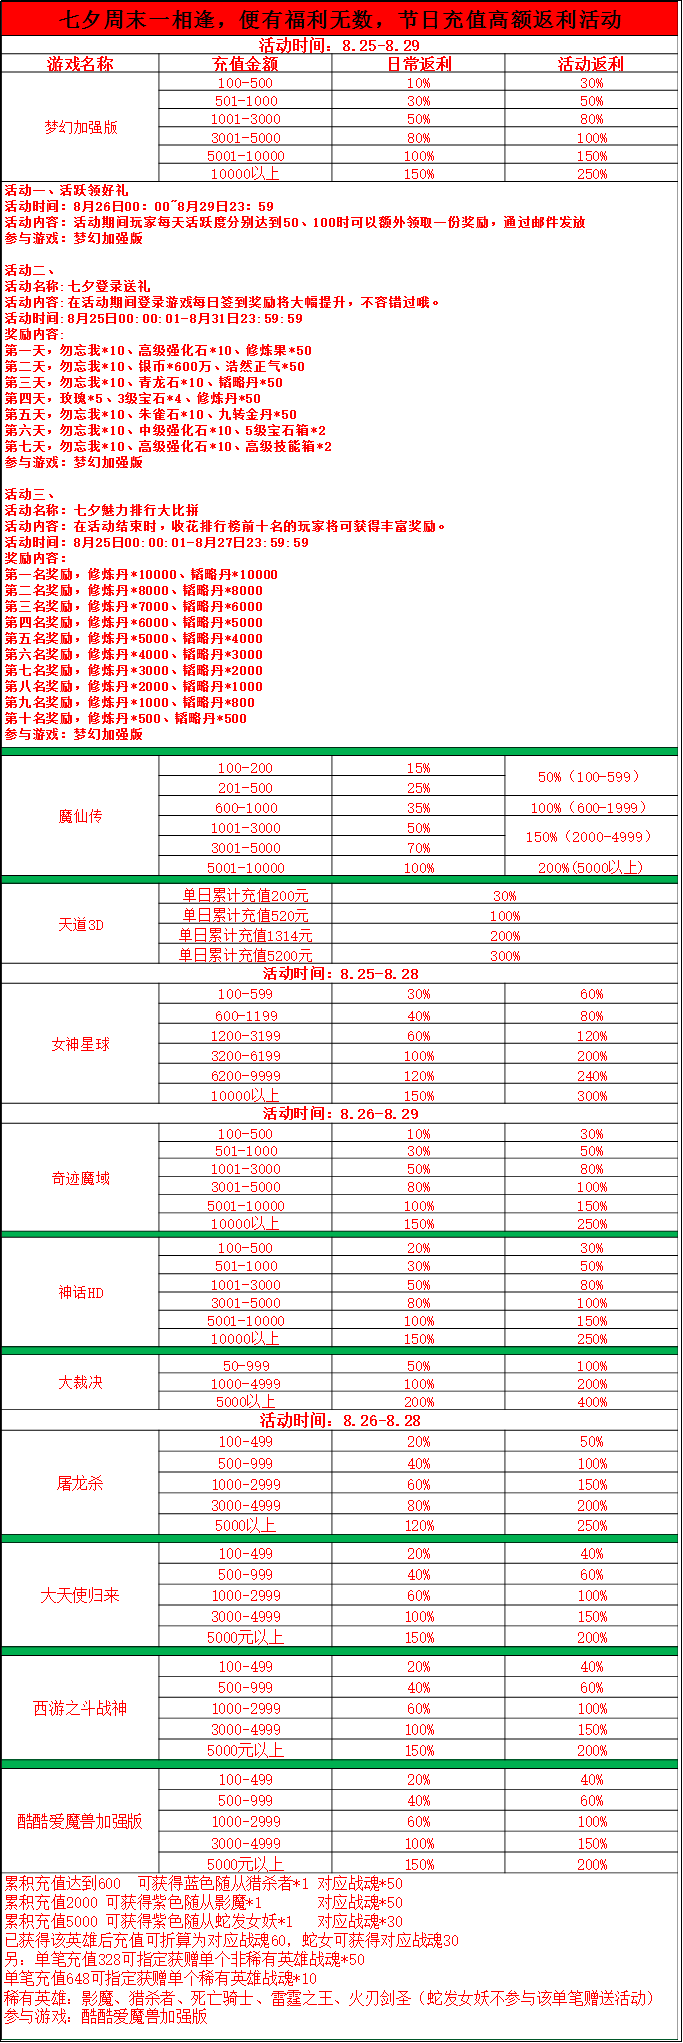 七夕周末一相逢，便有福利无数，节日充值高额返利活动
活动时间：8.25-8.29
游戏名称 充值金额 日常返利 活动返利
梦幻加强版
100-500 10% 30%
501-1000 30% 50%
1001-3000 50% 80%
3001-5000 80% 100%
5001-10000 100% 150%
10000以上 150% 250%
活动一、活跃领好礼
活动时间：8月26日00：00~8月29日23：59
活动内容：活动期间玩家每天活跃度分别达到50、100时可以额外领取一份奖励，通过邮件发放
参与游戏：梦幻加强版
活动二、
活动名称:七夕登录送礼
活动内容:在活动期间登录游戏每日签到奖励将大幅提升，不容错过哦。
活动时间:8月25日00:00:01-8月31日23:59:59
奖励内容:
第一天，勿忘我*10、高级强化石*10、修炼果*50
第二天，勿忘我*10、银币*600万、浩然正气*50
第三天，勿忘我*10、青龙石*10、韬略丹*50
第四天，玫瑰*5、3级宝石*4、修炼丹*50
第五天，勿忘我*10、朱雀石*10、九转金丹*50
第六天，勿忘我*10、中级强化石*10、5级宝石箱*2
第七天，勿忘我*10、高级强化石*10、高级技能箱*2
参与游戏：梦幻加强版
活动三、
活动名称：七夕魅力排行大比拼
活动内容：在活动结束时，收花排行榜前十名的玩家将可获得丰富奖励。
活动时间：8月25日00:00:01-8月27日23:59:59
奖励内容：
第一名奖励，修炼丹*10000、韬略丹*10000
第二名奖励，修炼丹*8000、韬略丹*8000
第三名奖励，修炼丹*7000、韬略丹*6000
第四名奖励，修炼丹*6000、韬略丹*5000
第五名奖励，修炼丹*5000、韬略丹*4000
第六名奖励，修炼丹*4000、韬略丹*3000
第七名奖励，修炼丹*3000、韬略丹*2000
第八名奖励，修炼丹*2000、韬略丹*1000
第九名奖励，修炼丹*1000、韬略丹*800
第十名奖励，修炼丹*500、韬略丹*500
参与游戏：梦幻加强版
魔仙传
100-200 15% 50%（100-599）
201-500 25%
600-1000 35% 100%（600-1999）
1001-3000 50% 150%（2000-4999）
3001-5000 70%
5001-10000 100% 200%(5000以上)
天道3D
单日累计充值200元 30%
单日累计充值520元 100%
单日累计充值1314元 200%
单日累计充值5200元 300%
活动时间：8.25-8.28
女神星球
100-599 30% 60%
600-1199 40% 80%
1200-3199 60% 120%
3200-6199 100% 200%
6200-9999 120% 240%
10000以上 150% 300%
活动时间：8.26-8.29
奇迹魔域
100-500 10% 30%
501-1000 30% 50%
1001-3000 50% 80%
3001-5000 80% 100%
5001-10000 100% 150%
10000以上 150% 250%
神话HD
100-500 20% 30%
501-1000 30% 50%
1001-3000 50% 80%
3001-5000 80% 100%
5001-10000 100% 150%
10000以上 150% 250%
大裁决
50-999 50% 100%
1000-4999 100% 200%
5000以上 200% 400%
活动时间：8.26-8.28
屠龙杀
100-499 20% 50%
500-999 40% 100%
1000-2999 60% 150%
3000-4999 80% 200%
5000以上 120% 250%
大天使归来
100-499 20% 40%
500-999 40% 60%
1000-2999 60% 100%
3000-4999 100% 150%
5000元以上 150% 200%
西游之斗战神
100-499 20% 40%
500-999 40% 60%
1000-2999 60% 100%
3000-4999 100% 150%
5000元以上 150% 200%
酷酷爱魔兽加强版
100-499 20% 40%
500-999 40% 60%
1000-2999 60% 100%
3000-4999 100% 150%
5000元以上 150% 200%
累积充值达到600 可获得蓝色随从猎杀者*1 对应战魂*50
累积充值2000 可获得紫色随从影魔*1 对应战魂*50
累积充值5000 可获得紫色随从蛇发女妖*1 对应战魂*30
已获得该英雄后充值可折算为对应战魂60，蛇女可获得对应战魂30
另：单笔充值328可指定获赠单个非稀有英雄战魂*50
单笔充值648可指定获赠单个稀有英雄战魂*10
稀有英雄：影魔、猎杀者、死亡骑士、雷霆之王、火刃剑圣（蛇发女妖不参与该单笔赠送活动）
参与游戏：酷酷爱魔兽加强版